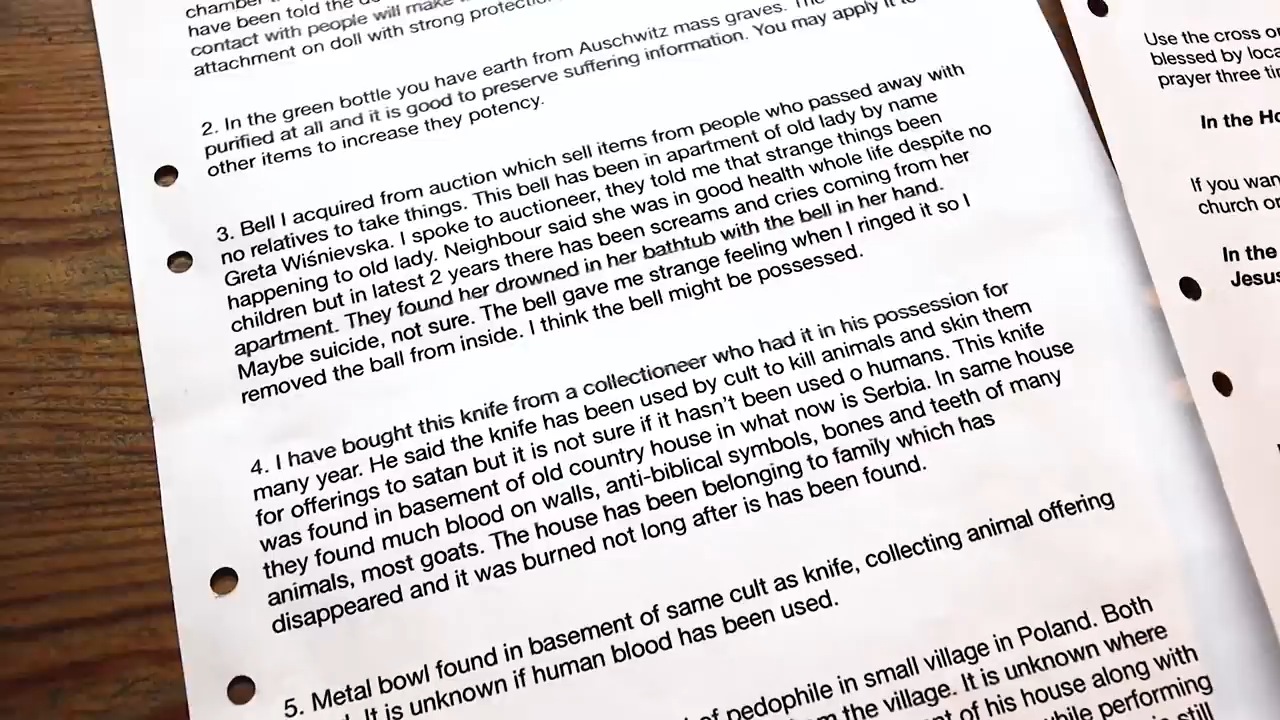 chamber
have been told the
contact with people will make
attachment on doll with strong protection
2. In the green bottle you have earth from Auschwitz mass graves. The
purified at all and it is good to preserve suffering information. You may apply it to
other items to increase they potency.
3. Bell I acquired from auction which sell items from people who passed away with
no relatives to take things. This bell has been in apartment of old lady by name
Greta Wiśnievska. I spoke to auctioneer, they told me that strange things been
happening to old lady. Neighbour said she was in good health whole life despite no
children but in latest 2 years there has been screams and cries coming from her
apartment. They found her drowned in her bathtub with the bell in her hand.
Maybe suicide, not sure. The bell gave me strange feeling when I ringed it so I
removed the ball from inside. I think the bell might be possessed.
4. I have bought this knife from a collectioneer who had it in his possession for
many year. He said the knife has been used by cult to kill animals and skin them
for offerings to satan but it is not sure if it hasn't been used o humans. This knife
was found in basement of old country house in what now is Serbia. In same house
they found much blood on walls, anti-biblical symbols, bones and teeth of many
animals, most goats. The house has been belonging to family which has
disappeared and it was burned not long after is has been found.
5. Metal bowl found in basement of same cult as knife, collecting animal offering
It is unknown if human blood has been used.
of pedophile in small village in Poland. Both
the village. It is unknown where
of his house along with
while performing
still
Use the cross
blessed by
prayer three
In the
If you
church or
In the
Jesus